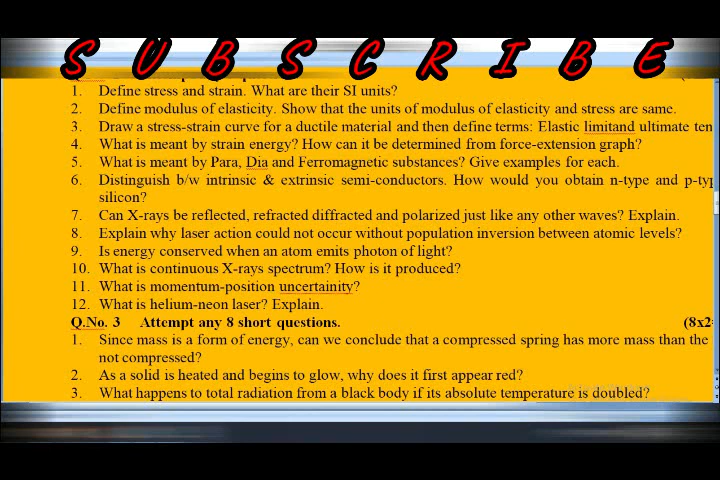 SUBSCRIBE
1. Define stress and strain. What are their SI units?
2. Define modulus of elasticity. Show that the units of modulus of elasticity and stress are same.
3. Draw a stress-strain curve for a ductile material and then define terms: Elastic limitand ultimate ten
4. What is meant by strain energy? How can it be determined from force-extension graph?
5. What is meant by Para, Dia and Ferromagnetic substances? Give examples for each.
6. Distinguish b/w intrinsic & extrinsic semi-conductors. How would you obtain n-type and p-typ
silicon?
7. Can X-rays be reflected, refracted diffracted and polarized just like any other waves? Explain.
8. Explain why laser action could not occur without population inversion between atomic levels?
9. Is energy conserved when an atom emits photon of light?
10. What is continuous X-rays spectrum? How is it produced?
11. What is momentum-position uncertainity?
12. What is helium-neon laser? Explain.
Q.No. 3 Attempt any 8 short questions. (8x2=
1. Since mass is a form of energy, can we conclude that a compressed spring has more mass than the
not compressed?
2. As a solid is heated and begins to glow, why does it first appear red?
3. What happens to total radiation from a black body if its absolute temperature is doubled?